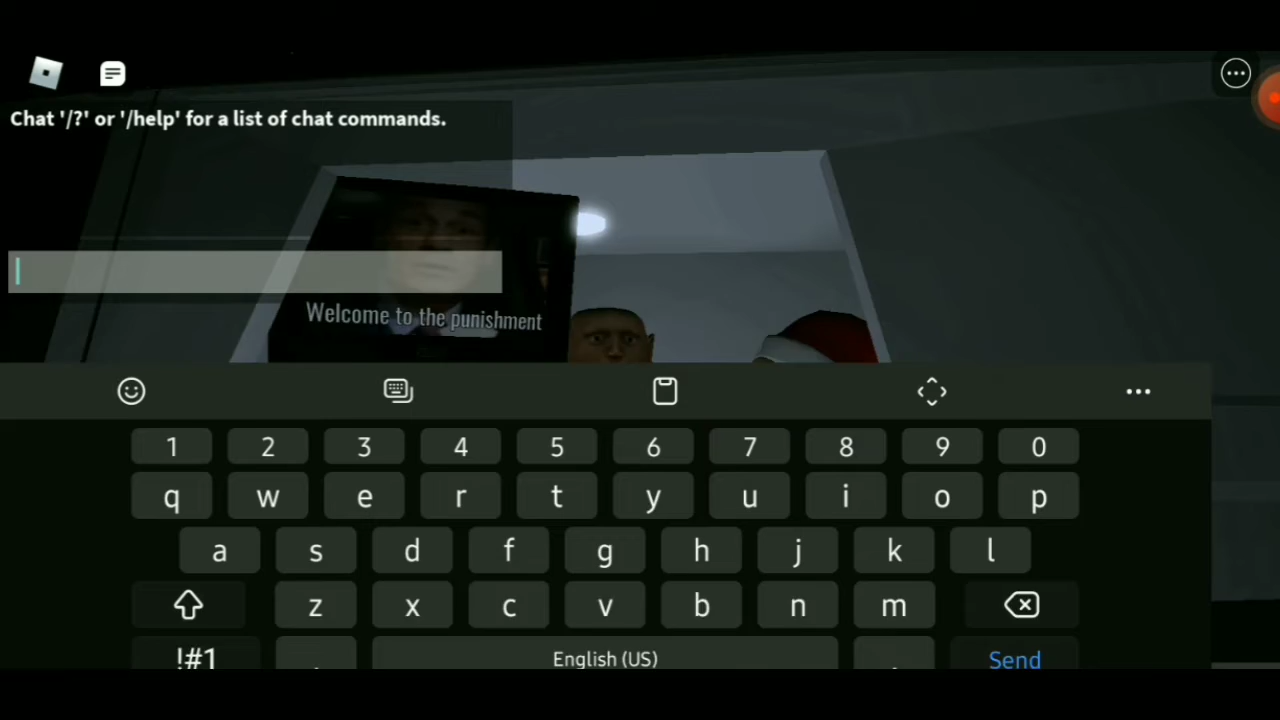 Chat '/?' or '/help' for a list of chat commands.
Welcome to the punishment
1 2 3 4 5 6 7 8 9 0
q w e r t y u i o p
a s d f g h j k l
z x c v b n m
!#1 , English (US) . Send